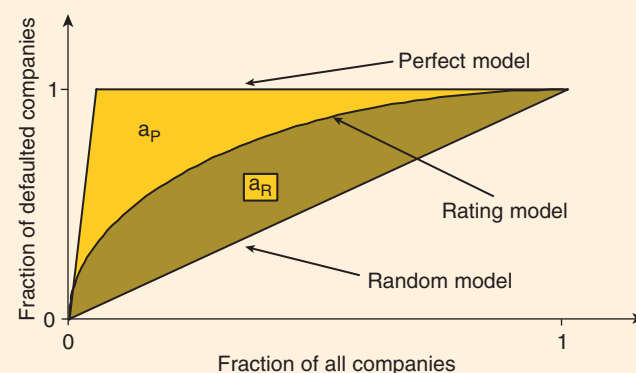 Fraction of defaulted companies
1
0
Perfect model
aP
aR
Rating model
Random model
0
1
Fraction of all companies